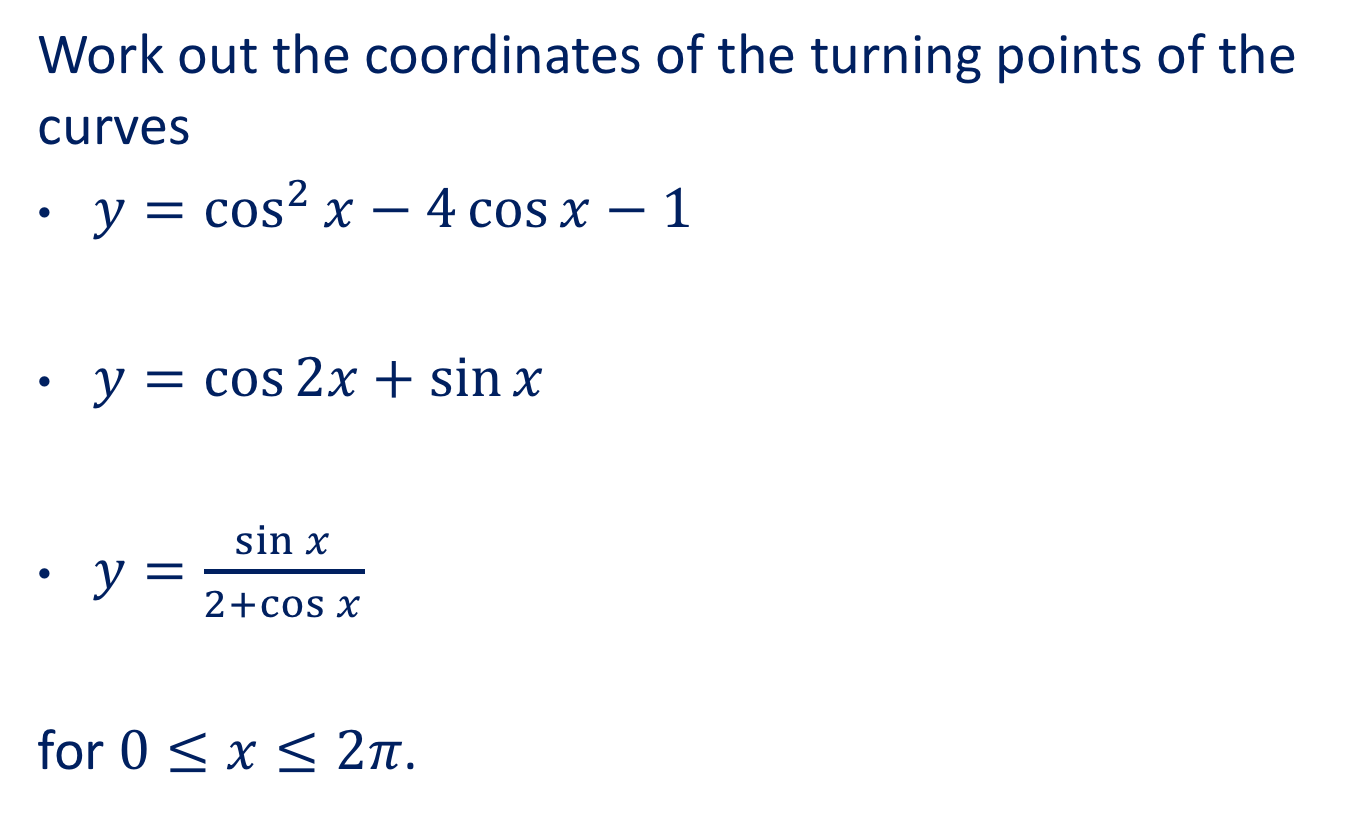 Work out the coordinates of the turning points of the
curves
• y = cos² x − 4 cos x − 1
• y = cos 2x + sin x
• y = sin x / 2+cos x
for 0 ≤ x ≤ 2π.